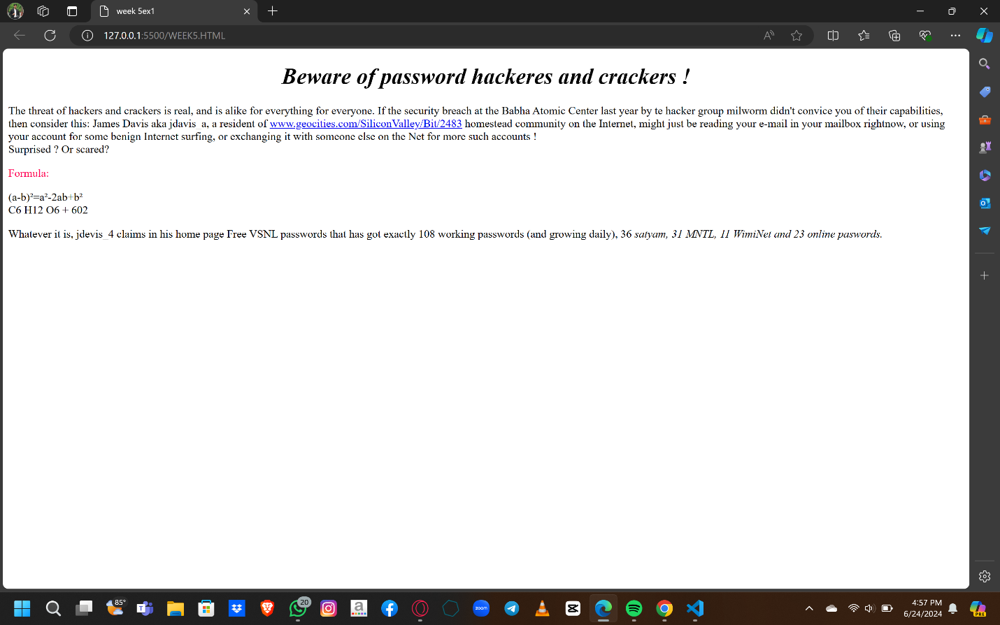 week 5ex1
127.0.0.1:5500/WEEK5.HTML
Beware of password hackeres and crackers !
The threat of hackers and crackers is real, and is alike for everything for everyone. If the security breach at the Babha Atomic Center last year by te hacker group milworm didn't convice you of their capabilities,
then consider this: James Davis aka jdavis_a, a resident of www.geocities.com/SiliconValley/Bit/2483 homestead community on the Internet, might just be reading your e-mail in your mailbox rightnow, or using
your account for some benign Internet surfing, or exchanging it with someone else on the Net for more such accounts !
Surprised ? Or scared?
Formula:
(a-b)²=a²-2ab+b²
C6 H12 O6 + 602
Whatever it is, jdevis_4 claims in his home page Free VSNL passwords that has got exactly 108 working passwords (and growing daily), 36 satyam, 31 MNTL, 11 WimiNet and 23 online paswords.
85°
20
zoom
4:57 PM
6/24/2024
PRE